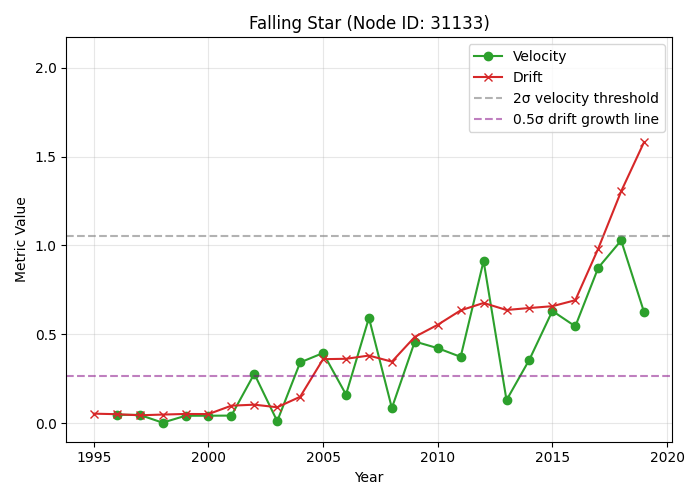 Falling Star (Node ID: 31133)
Velocity
Drift
2σ velocity threshold
0.5σ drift growth line
Metric Value
2.0
1.5
1.0
0.5
0.0
1995 2000 2005 2010 2015 2020
Year